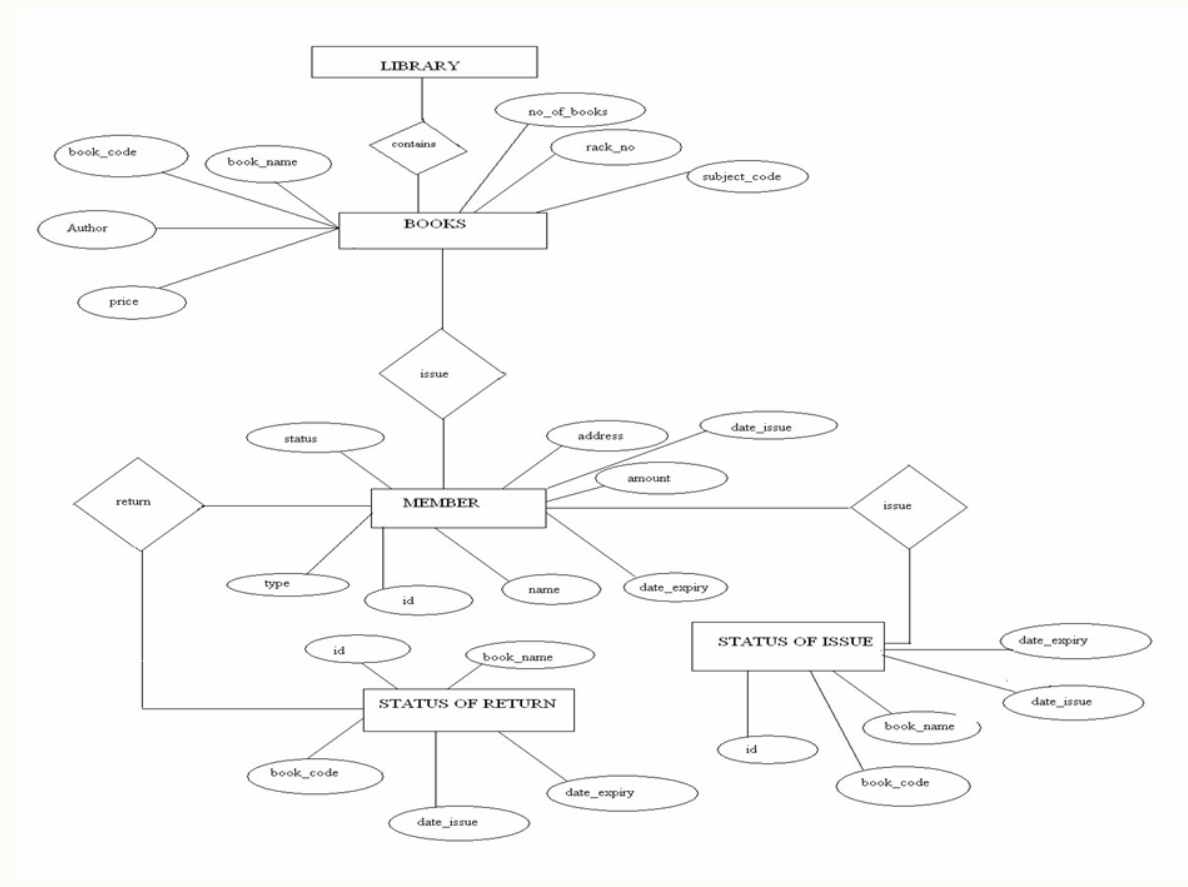 LIBRARY
no_of_books
contains
rack_no
book_code
book_name
subject_code
BOOKS
Author
price
issue
date_issue
address
status
amount
return
MEMBER
issue
type
id
name
date_expiry
id
book_name
STATUS OF ISSUE
date_expiry
STATUS OF RETURN
date_issue
book_name
id
book_code
book_code
date_expiry
date_issue